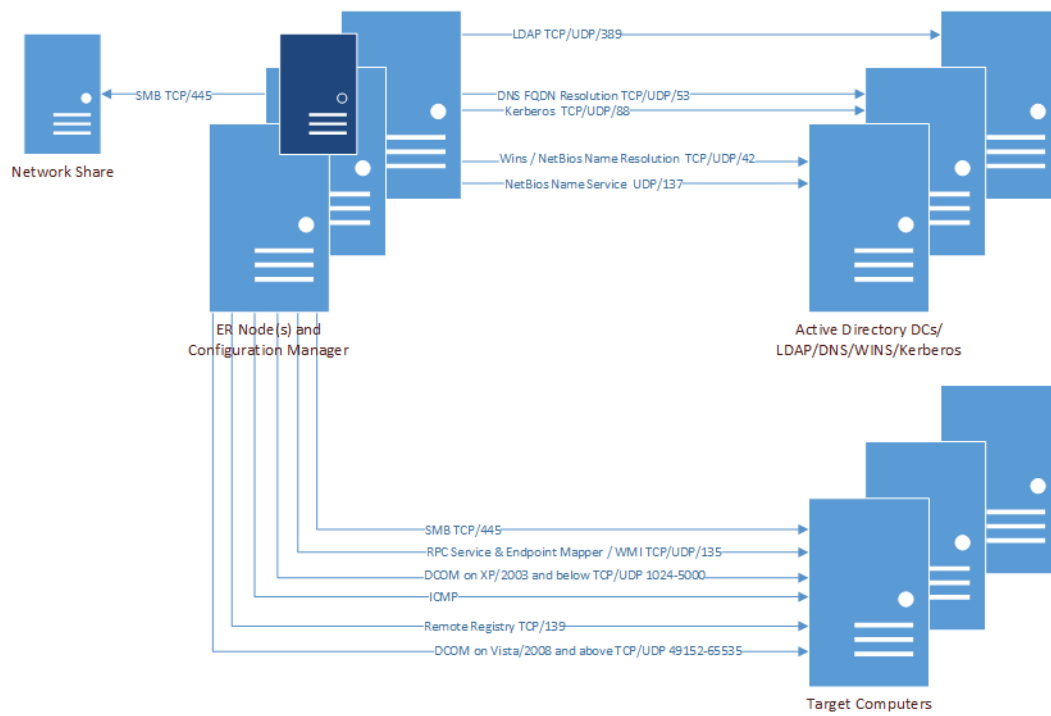 LDAP TCP/UDP/389
SMB TCP/445
DNS FQDN Resolution TCP/UDP/53
Kerberos TCP/UDP/88
Wins / NetBios Name Resolution TCP/UDP/42
NetBios Name Service UDP/137
Network Share
ER Node(s) and
Configuration Manager
Active Directory DCs/
LDAP/DNS/WINS/Kerberos
SMB TCP/445
RPC Service & Endpoint Mapper / WMI TCP/UDP/135
DCOM on XP/2003 and below TCP/UDP 1024-5000
ICMP
Remote Registry TCP/139
DCOM on Vista/2008 and above TCP/UDP 49152-65535
Target Computers